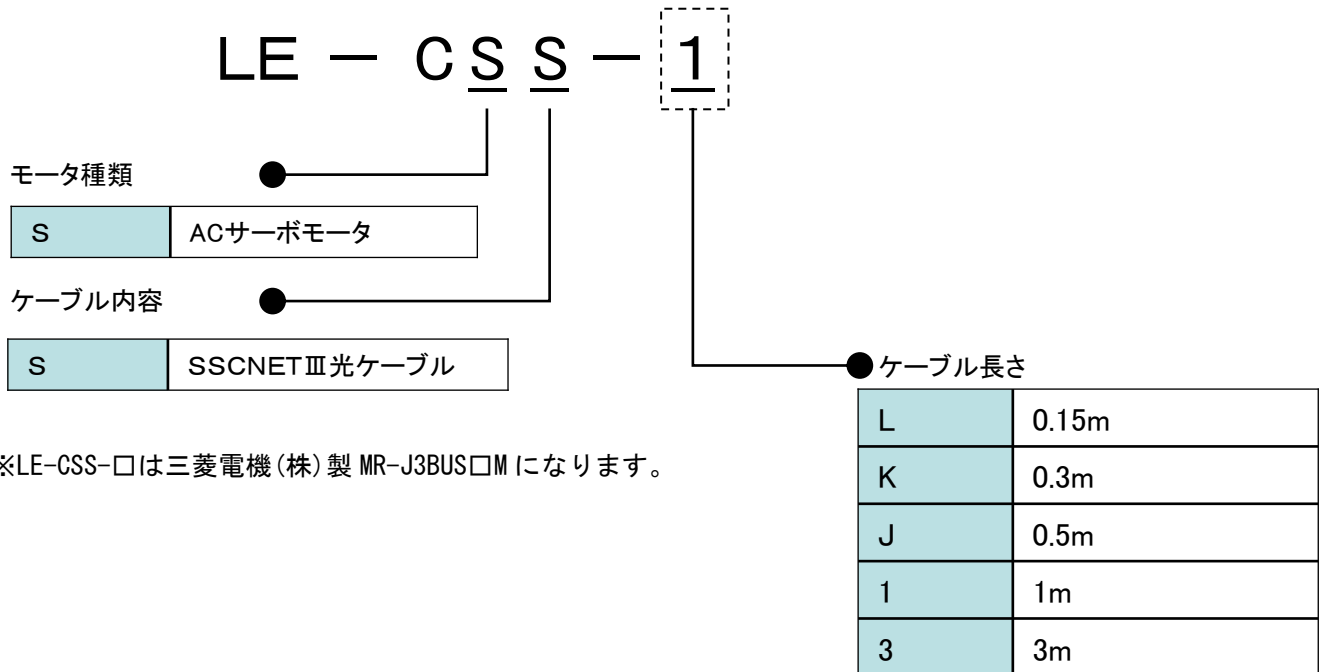 LE － CSS－1
モータ種類
S ACサーボモータ
ケーブル内容
S SSCNETⅢ光ケーブル
※LE-CSS-□は三菱電機(株)製 MR-J3BUS□M になります。
ケーブル長さ
L 0.15m
K 0.3m
J 0.5m
1 1m
3 3m